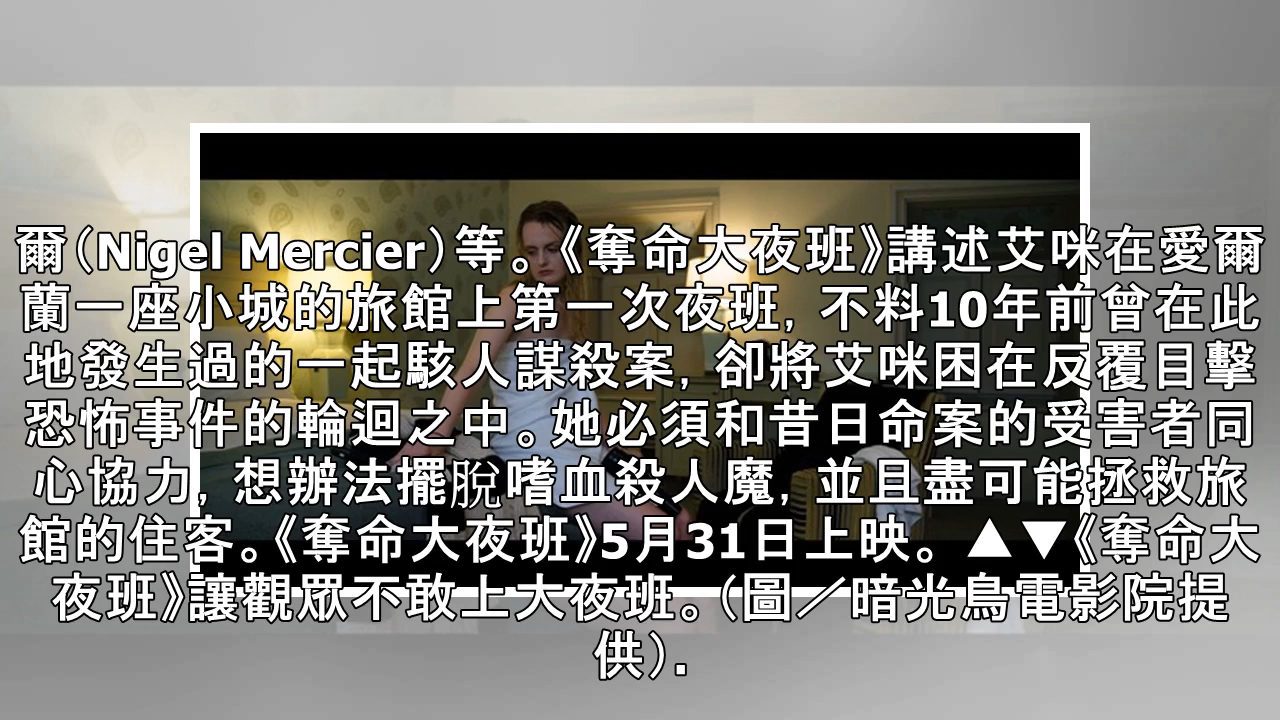 爾(Nigel Mercier)等。《奪命大夜班》講述艾咪在愛爾
蘭一座小城的旅館上第一次夜班, 不料10年前曾在此
地發生過的一起駭人謀殺案, 卻將艾咪困在反覆目擊
恐怖事件的輪迴之中。她必須和昔日命案的受害者同
心協力, 想辦法擺脫嗜血殺人魔, 並且盡可能拯救旅
館的住客。《奪命大夜班》5月31日上映。 ▲▼《奪命大
夜班》讓觀眾不敢上大夜班。(圖／暗光鳥電影院提
供).